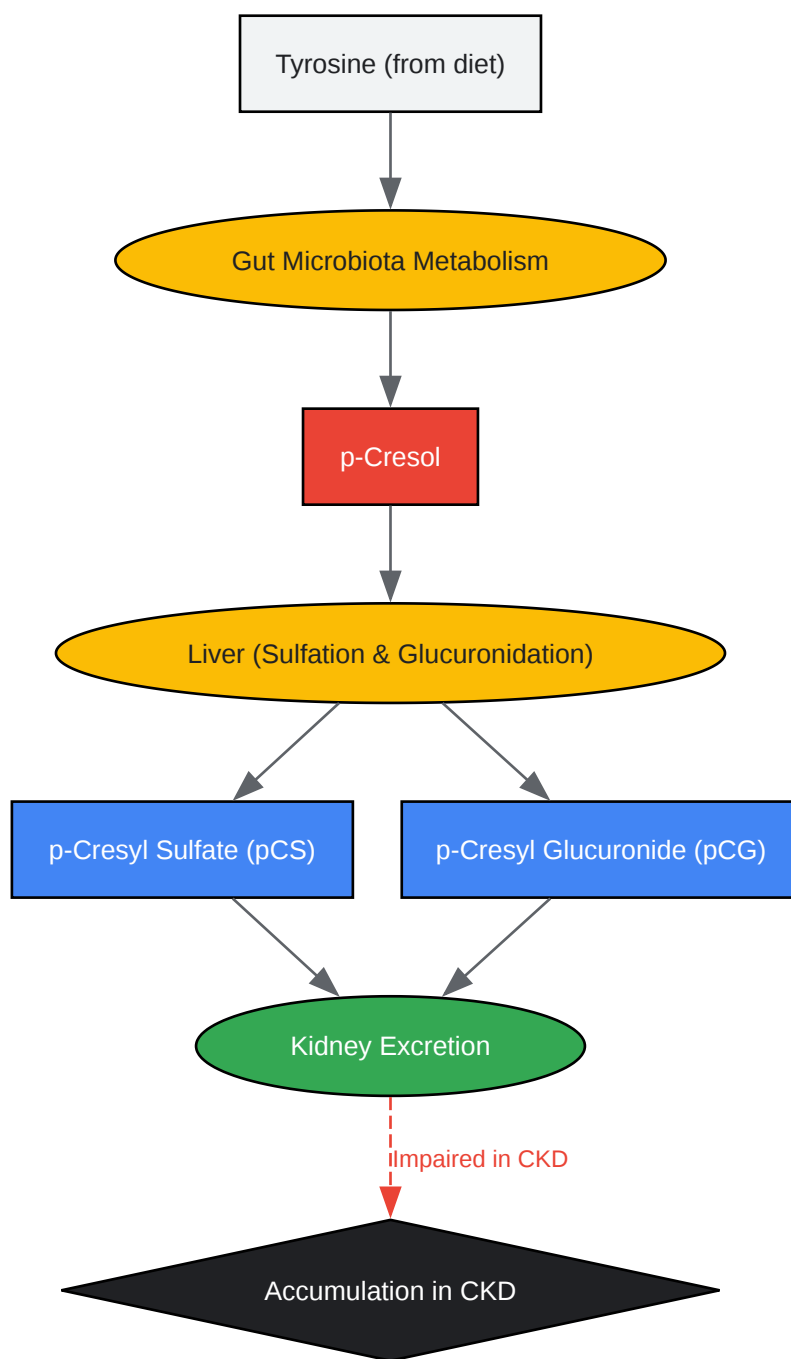 Tyrosine (from diet)
Gut Microbiota Metabolism
p-Cresol
Liver (Sulfation & Glucuronidation)
p-Cresyl Sulfate (pCS)
p-Cresyl Glucuronide (pCG)
Kidney Excretion
Impaired in CKD
Accumulation in CKD